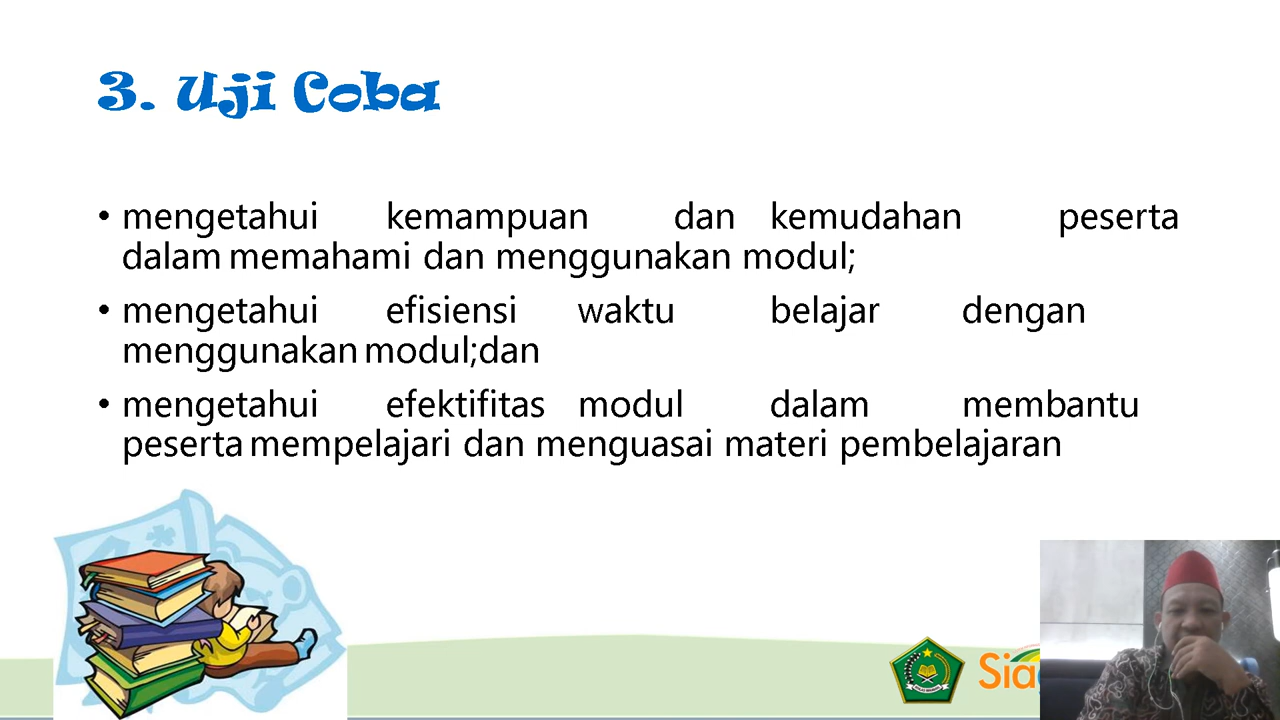 3. Uji Coba
• mengetahui kemampuan dan kemudahan peserta
dalam memahami dan menggunakan modul;
• mengetahui efisiensi waktu belajar dengan
menggunakan modul;dan
• mengetahui efektifitas modul dalam membantu
peserta mempelajari dan menguasai materi pembelajaran